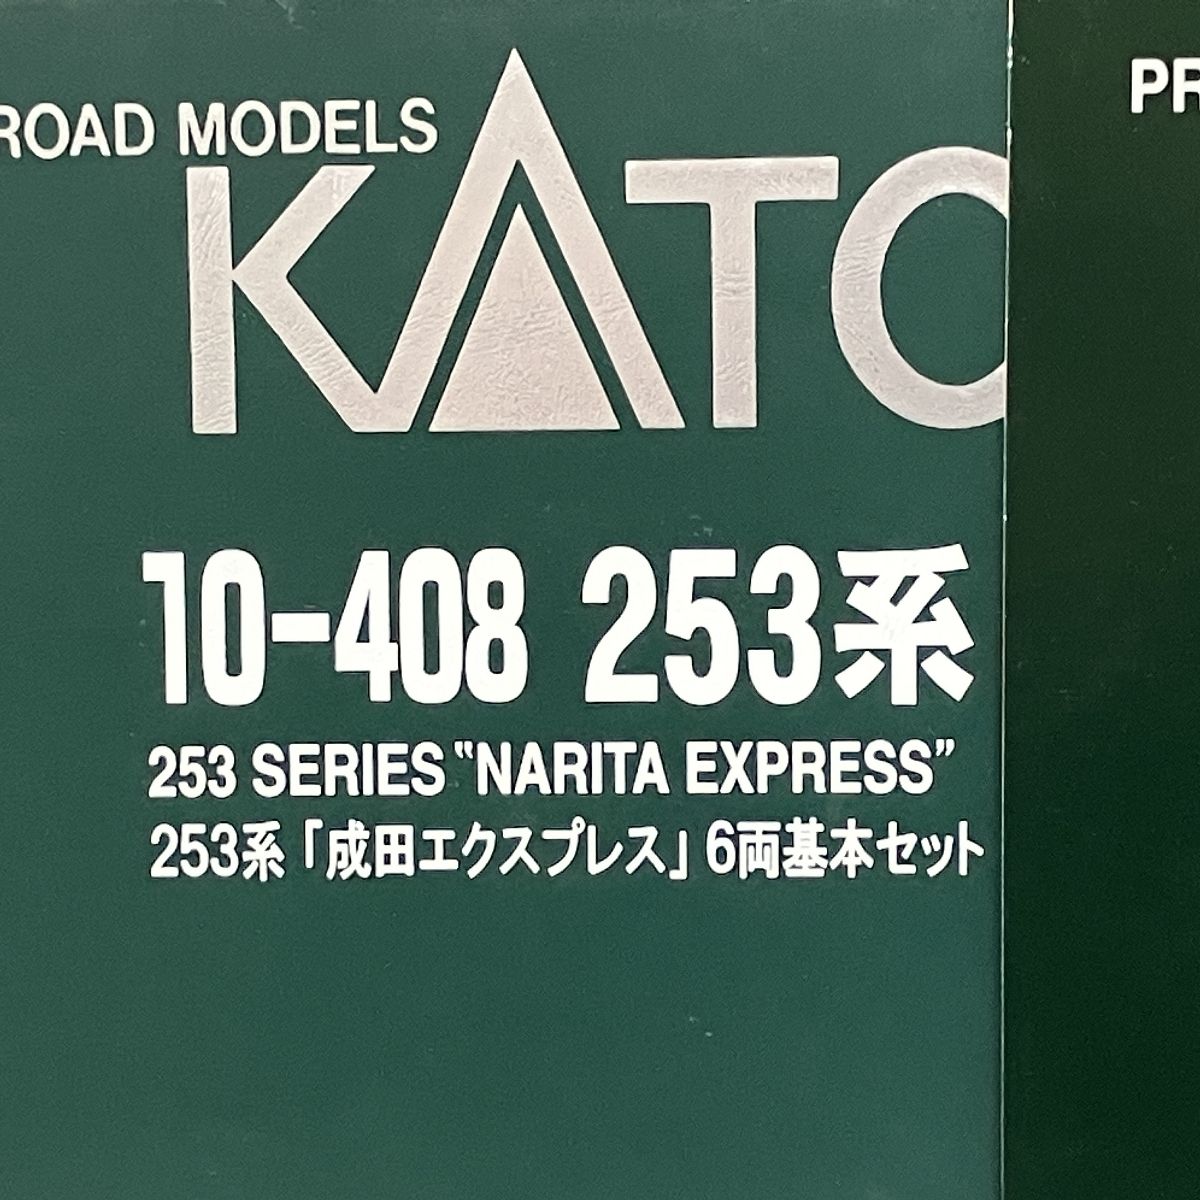 ROAD MODELS
KATO
10-408 253系
253 SERIES "NARITA EXPRESS"
253系「成田エクスプレス」6両基本セット